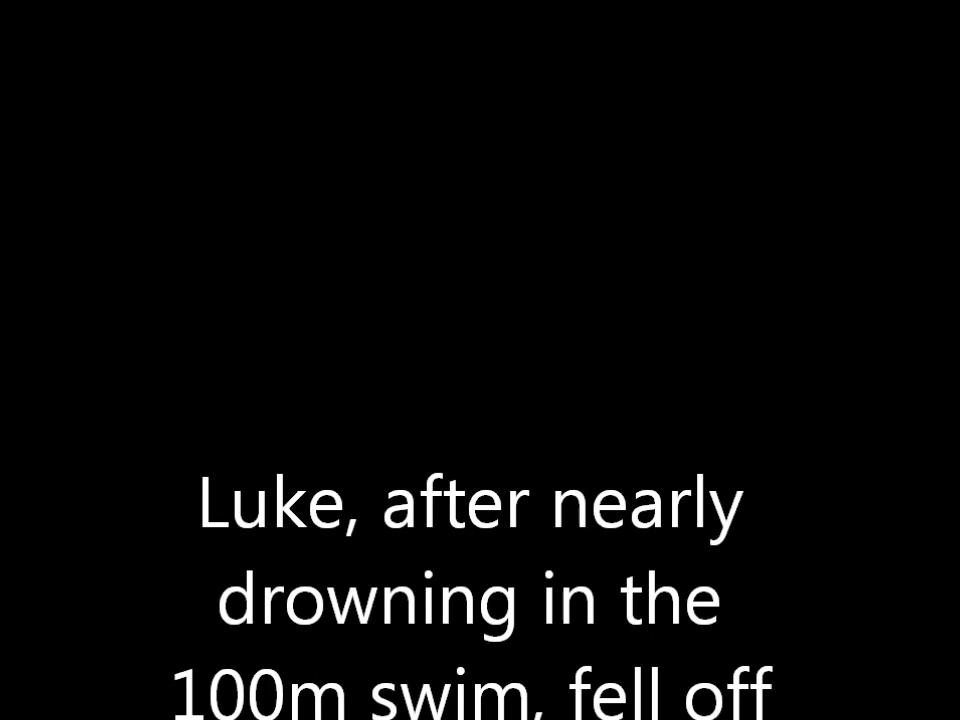 Luke, after nearly
drowning in the
100m swim, fell off